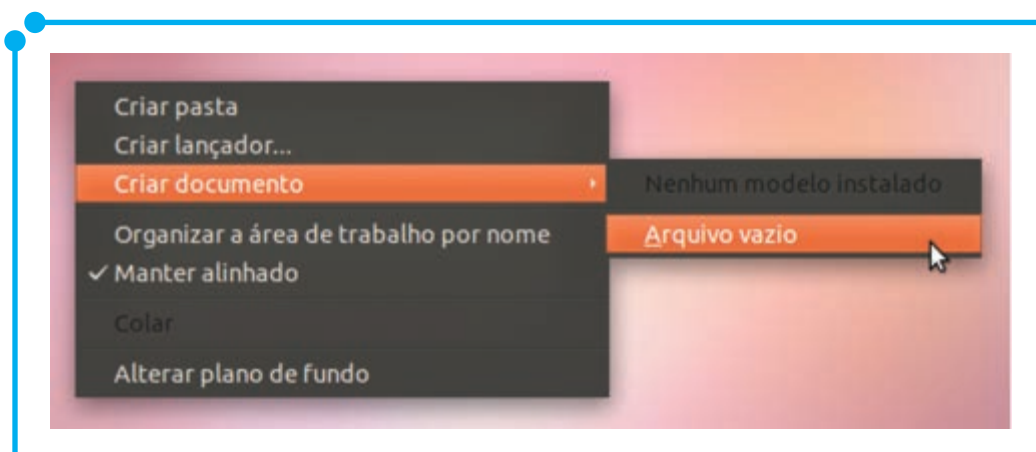 Criar pasta
Criar lançador...
Criar documento
Nenhum modelo instalado
Arquivo vazio
Organizar a área de trabalho por nome
Manter alinhado
Colar
Alterar plano de fundo